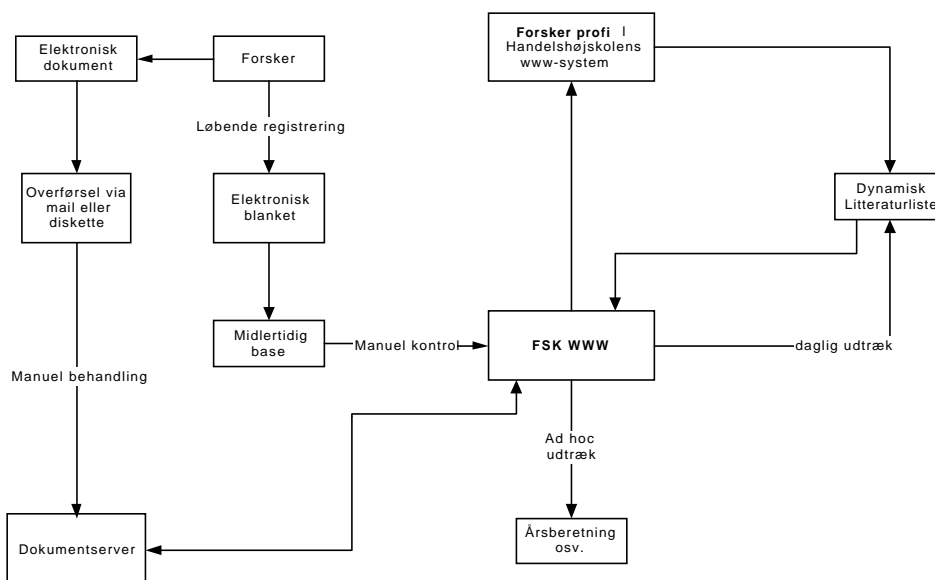 Elektronisk
dokument
Forsker
Forsker profi l
Handelshøjskolens
www-system
Løbende registrering
Overførsel via
mail eller
diskette
Elektronisk
blanket
Dynamisk
Litteraturliste
Midlertidig
base
Manuel kontrol
FSK WWW
daglig udtræk
Manuel behandling
Ad hoc
udtræk
Dokumentserver
Årsberetning
osv.